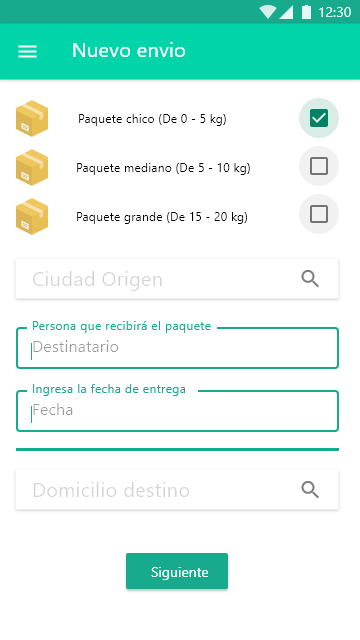 12:30
Nuevo envio
Paquete chico (De 0 - 5 kg)
Paquete mediano (De 5 - 10 kg)
Paquete grande (De 15 - 20 kg)
Ciudad Origen
Persona que recibirá el paquete
Destinatario
Ingresa la fecha de entrega
Fecha
Domicilio destino
Siguiente